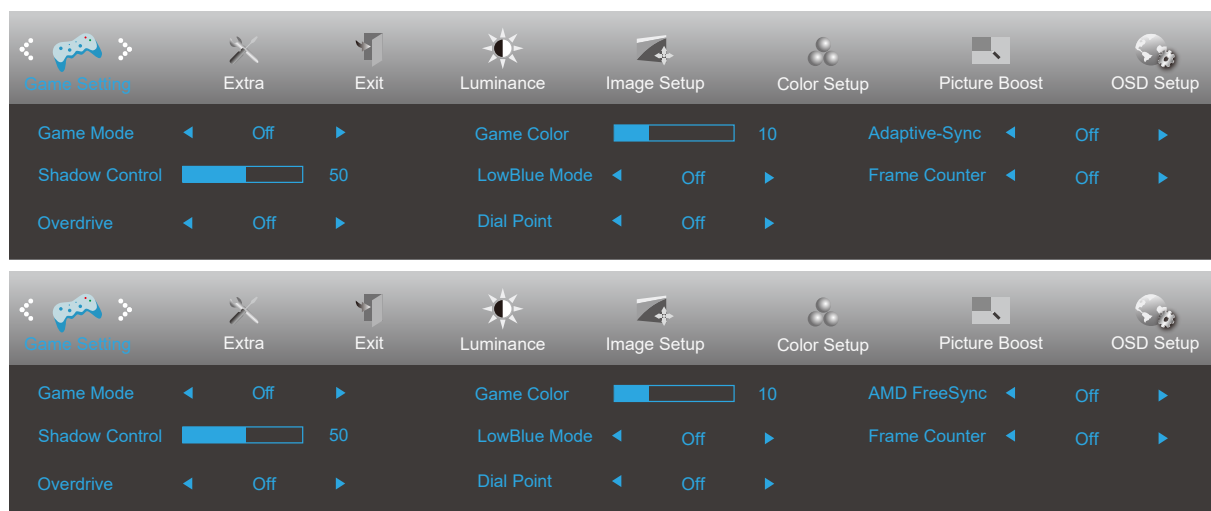 Game Setting Extra Exit Luminance Image Setup Color Setup Picture Boost OSD Setup
Game Mode Off Game Color 10 Adaptive-Sync Off
Shadow Control 50 LowBlue Mode Off Frame Counter Off
Overdrive Off Dial Point Off
Game Setting Extra Exit Luminance Image Setup Color Setup Picture Boost OSD Setup
Game Mode Off Game Color 10 AMD FreeSync Off
Shadow Control 50 LowBlue Mode Off Frame Counter Off
Overdrive Off Dial Point Off